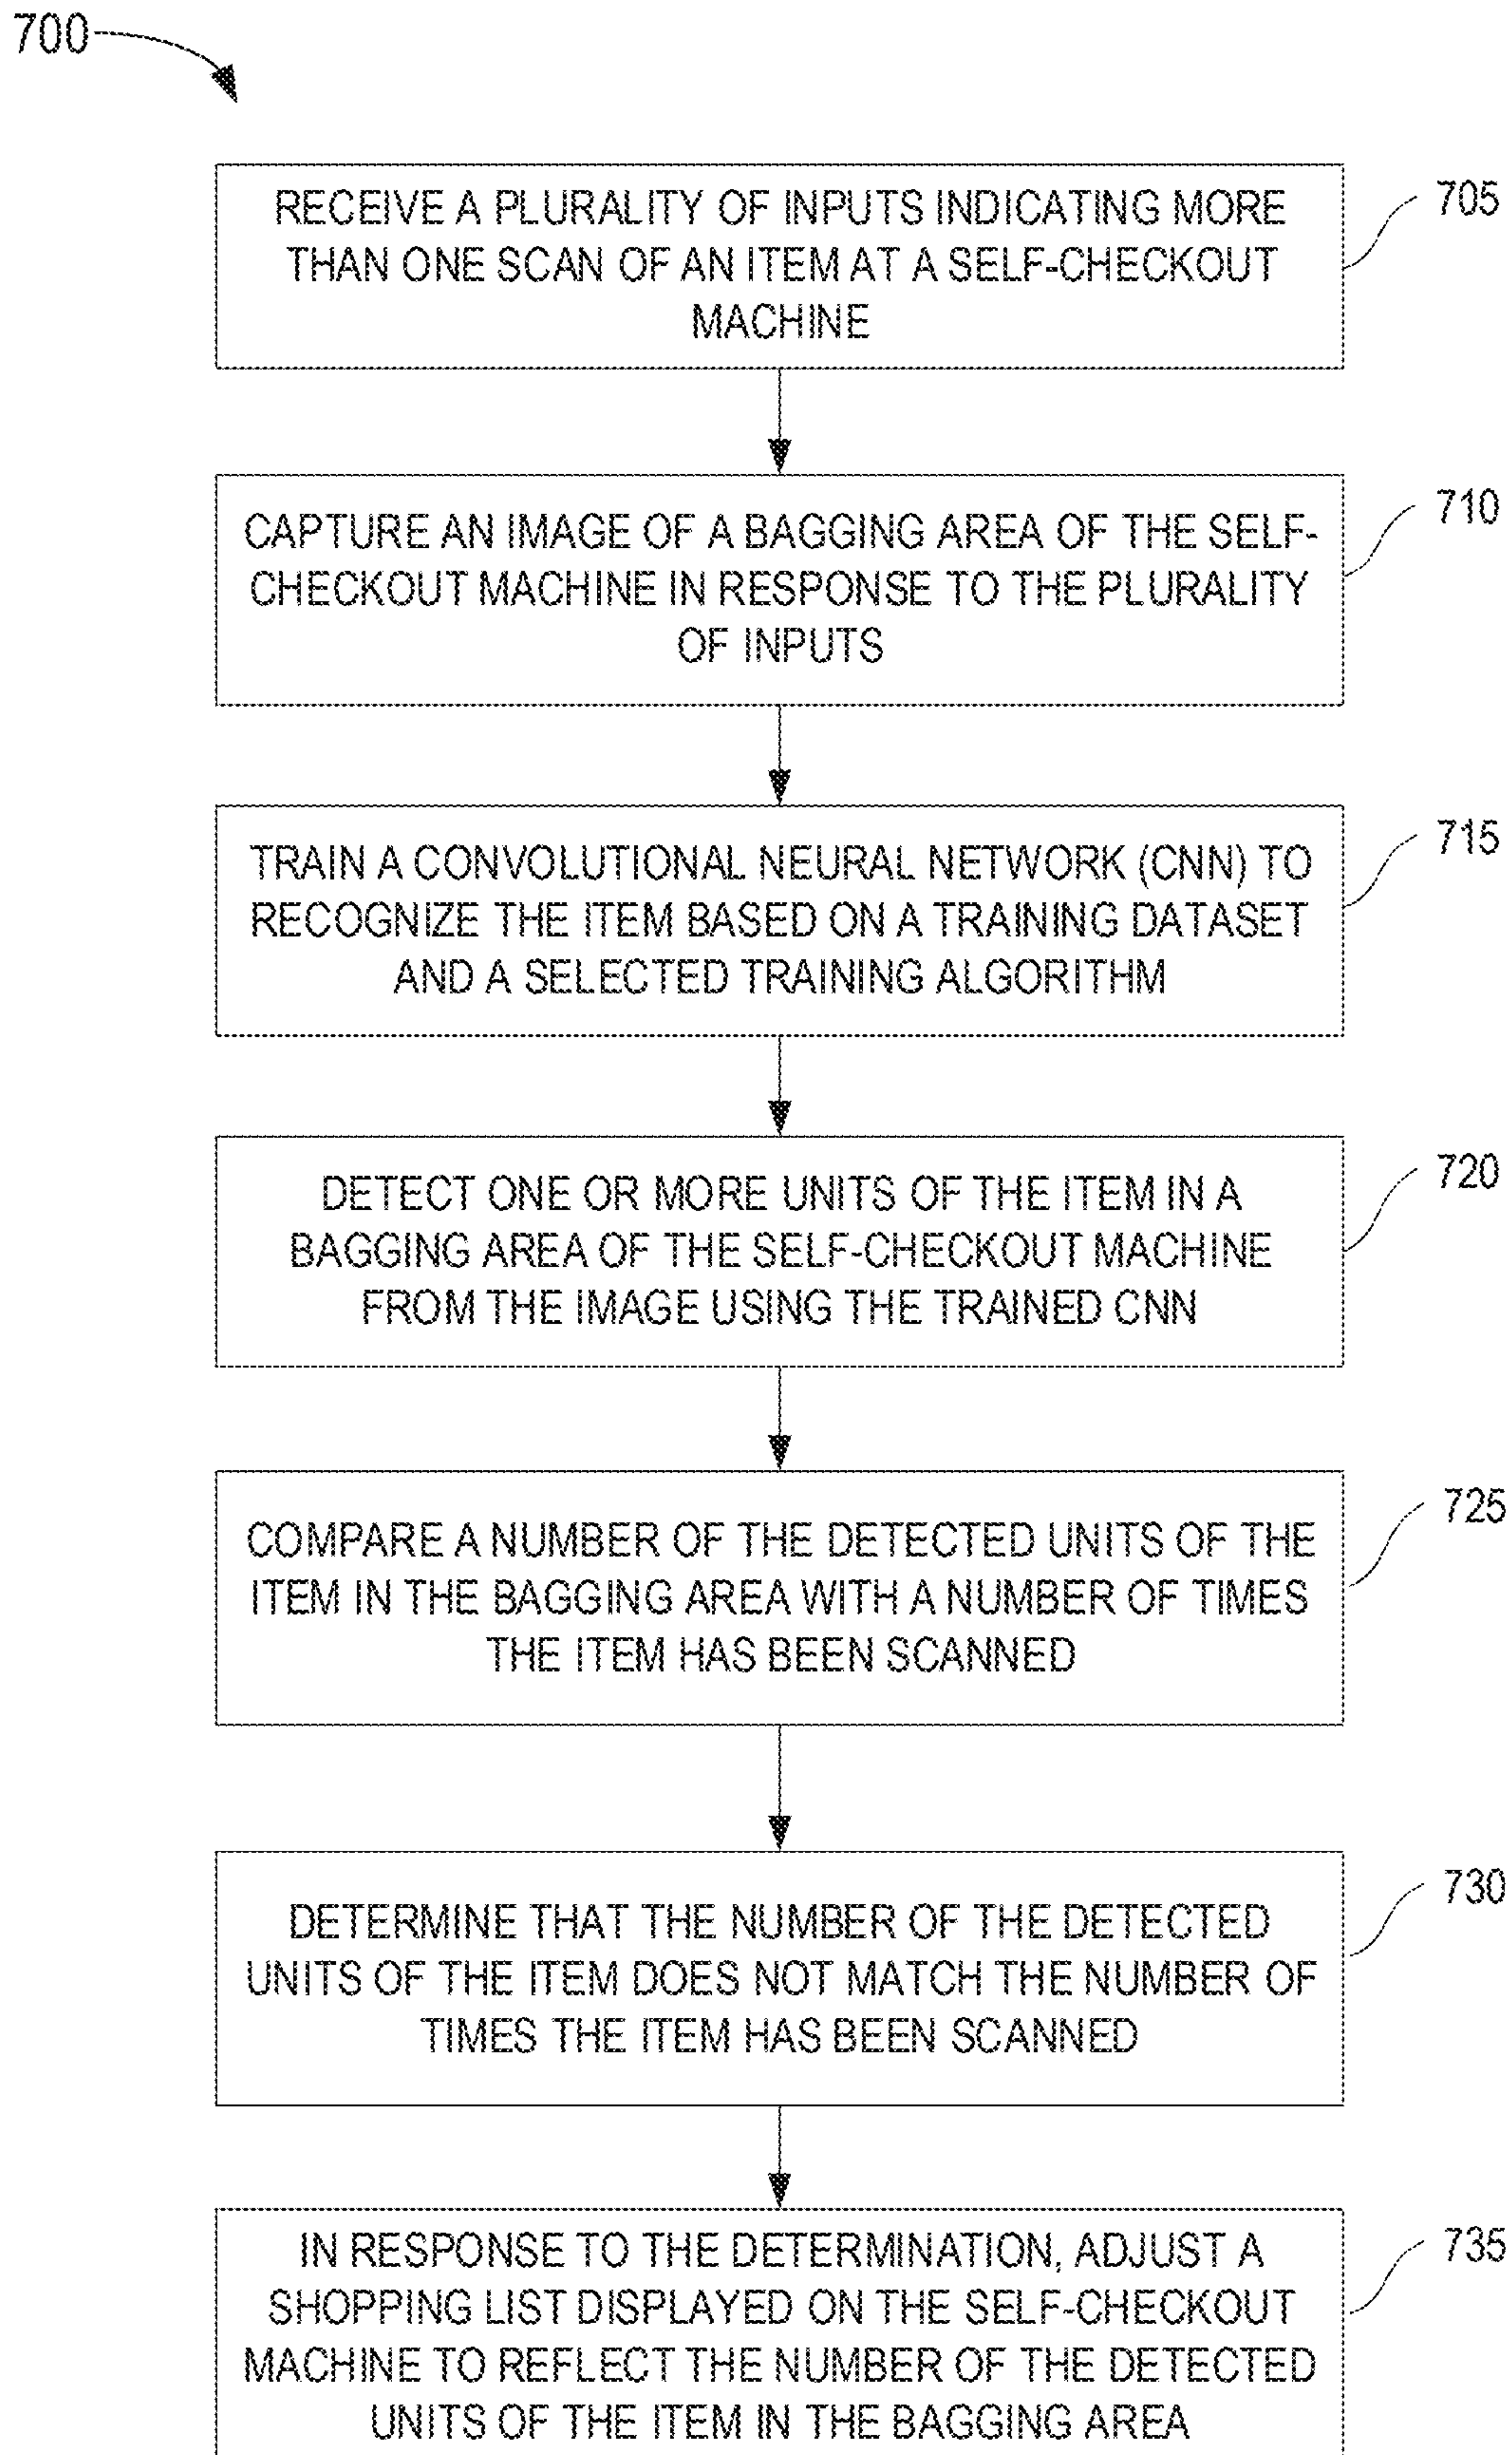 700
RECEIVE A PLURALITY OF INPUTS INDICATING MORE
THAN ONE SCAN OF AN ITEM AT A SELF-CHECKOUT
MACHINE
705
CAPTURE AN IMAGE OF A BAGGING AREA OF THE SELF-
CHECKOUT MACHINE IN RESPONSE TO THE PLURALITY
OF INPUTS
710
TRAIN A CONVOLUTIONAL NEURAL NETWORK (CNN) TO
RECOGNIZE THE ITEM BASED ON A TRAINING DATASET
AND A SELECTED TRAINING ALGORITHM
715
DETECT ONE OR MORE UNITS OF THE ITEM IN A
BAGGING AREA OF THE SELF-CHECKOUT MACHINE
FROM THE IMAGE USING THE TRAINED CNN
720
COMPARE A NUMBER OF THE DETECTED UNITS OF THE
ITEM IN THE BAGGING AREA WITH A NUMBER OF TIMES
THE ITEM HAS BEEN SCANNED
725
DETERMINE THAT THE NUMBER OF THE DETECTED
UNITS OF THE ITEM DOES NOT MATCH THE NUMBER OF
TIMES THE ITEM HAS BEEN SCANNED
730
IN RESPONSE TO THE DETERMINATION, ADJUST A
SHOPPING LIST DISPLAYED ON THE SELF-CHECKOUT
MACHINE TO REFLECT THE NUMBER OF THE DETECTED
UNITS OF THE ITEM IN THE BAGGING AREA
735